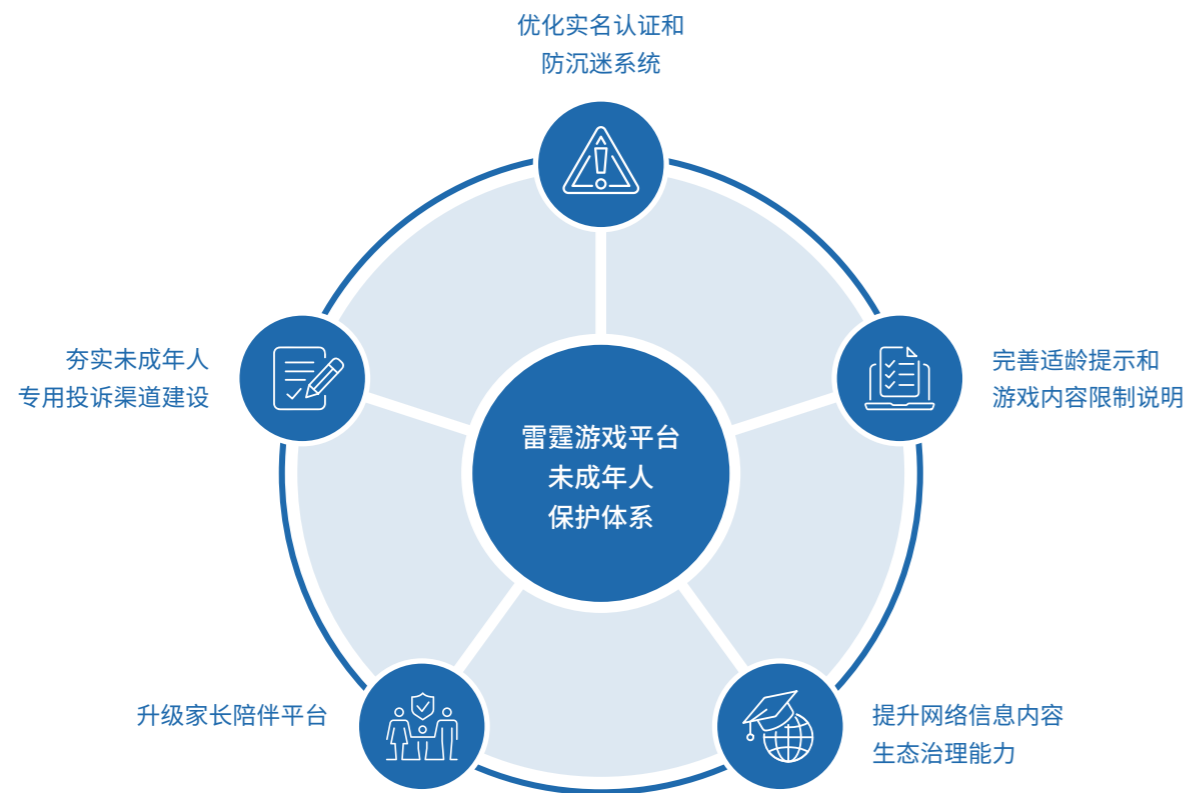 优化实名认证和
防沉迷系统
夯实未成年人
专用投诉渠道建设
完善适龄提示和
游戏内容限制说明
雷霆游戏平台
未成年人
保护体系
升级家长陪伴平台
提升网络信息内容
生态治理能力